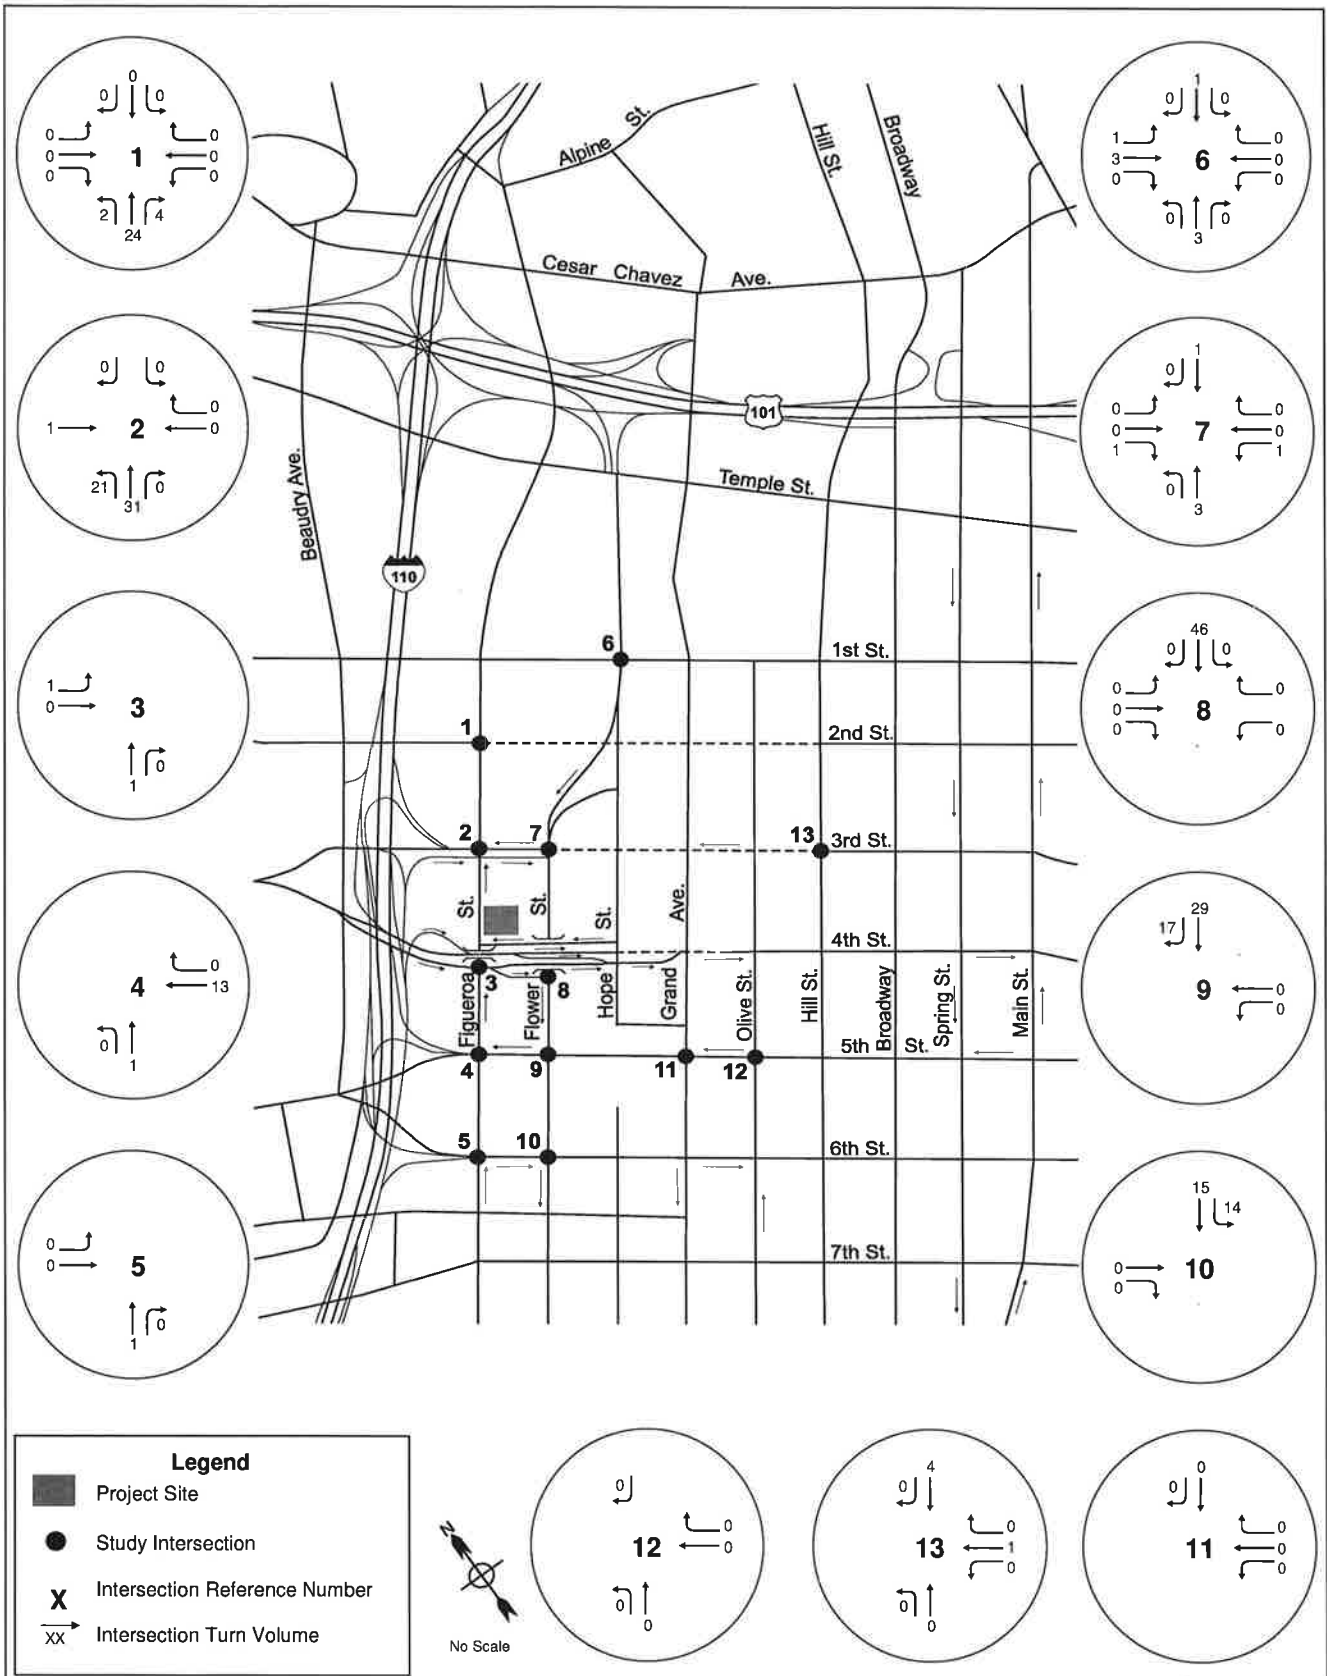 0
0 0
0 0
0 1 0
0 0
2 4
24
1
0 0
1 3 6 0
0 0
0 0
3
Alpine St.
Hill St.
Broadway
Cesar Chavez Ave.
101
Temple St.
Beaudry Ave.
110
0 0
0
1 2 0
21 0
31
1
0
0 0
0 7 0
1 1
0
3
1
0 3
0
1
46
0 0
0 0
0 8
0 0
6
1st St.
1
2nd St.
2 7 13
3rd St.
St. St. St. Ave.
4th St.
3 8
Figueroa Flower Hope Grand Olive St. Hill St. Broadway Spring St. Main St.
5th St.
4 9 11 12
5 10
6th St.
7th St.
0
4 13
0
1
29
17
9 0
0
0
0 5
0
1
15
14
0 10
0
Legend
Project Site
Study Intersection
X Intersection Reference Number
XX Intersection Turn Volume
N
No Scale
0
0
12 0
0
0
4
0
0
13 1
0
0
0
0
0
0
11 0
0